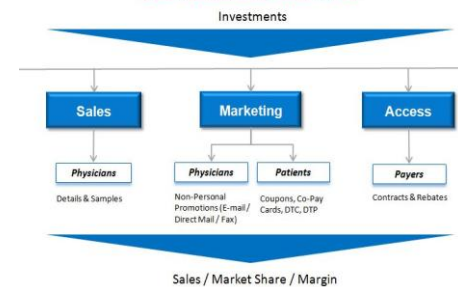 Investments
Sales
Marketing
Access
Physicians
Physicians
Patients
Payers
Details & Samples
Non-Personal
Promotions (E-mail /
Direct Mail / Fax)
Coupons, Co-Pay
Cards, DTC, DTP
Contracts & Rebates
Sales / Market Share / Margin